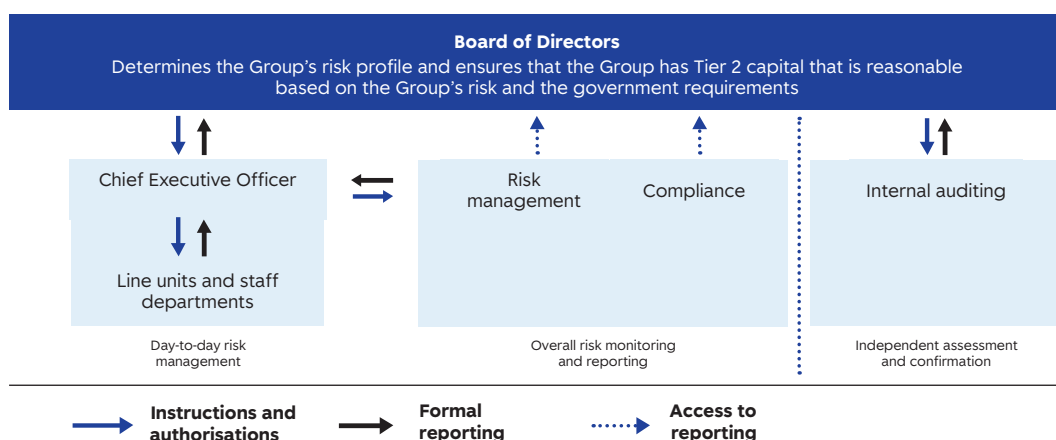 Board of Directors
Determines the Group's risk profile and ensures that the Group has Tier 2 capital that is reasonable
based on the Group's risk and the government requirements
Chief Executive Officer
Line units and staff
departments
Day-to-day risk
management
Risk
management
Compliance
Overall risk monitoring
and reporting
Internal auditing
Independent assessment
and confirmation
Instructions and
authorisations
Formal
reporting
Access to
reporting